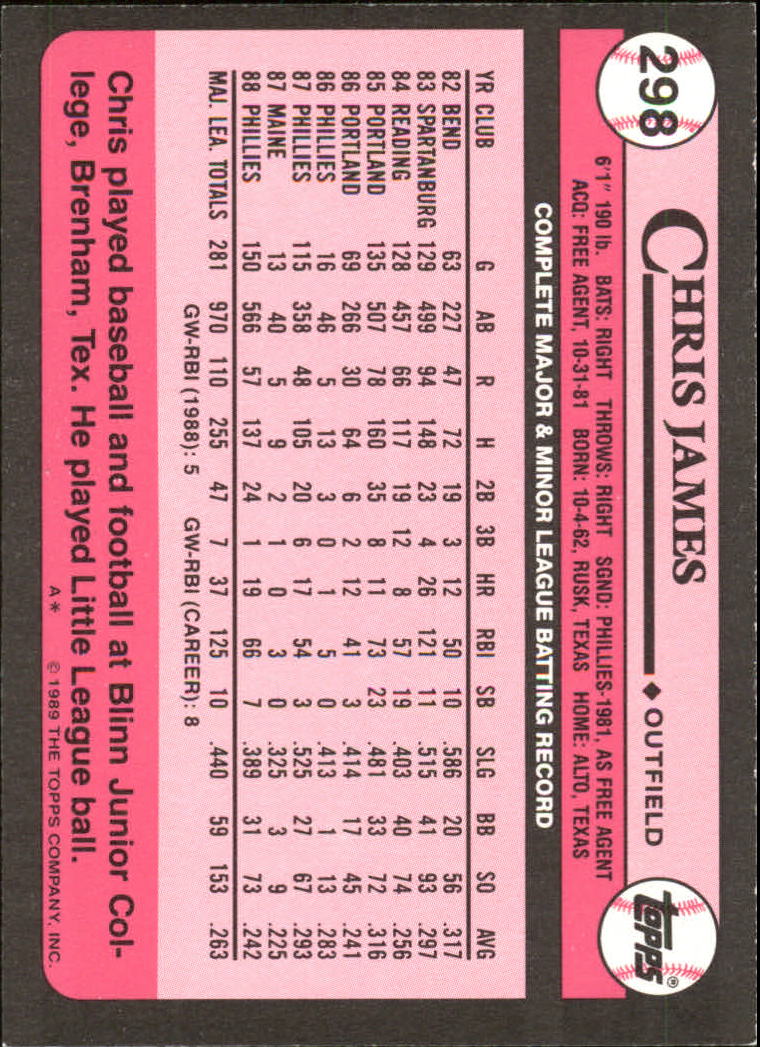 298
CHRIS JAMES ◆ OUTFIELD
topps®
6'1" 190 lb. BATS: RIGHT THROWS: RIGHT SGND: PHILLIES-1981, AS FREE AGENT
ACQ: FREE AGENT, 10-31-81 BORN: 10-4-62, RUSK, TEXAS HOME: ALTO, TEXAS
COMPLETE MAJOR & MINOR LEAGUE BATTING RECORD
YR CLUB G AB R H 2B 3B HR RBI SB SLG BB SO AVG
82 BEND 63 227 47 72 19 3 12 50 10 .586 20 56 .317
83 SPARTANBURG 129 499 94 148 23 4 26 121 11 .515 41 93 .297
84 READING 128 457 66 117 19 12 8 57 19 .403 40 74 .256
85 PORTLAND 135 507 78 160 35 8 11 73 23 .481 33 72 .316
86 PORTLAND 69 266 30 64 6 2 12 41 3 .414 17 45 .241
86 PHILLIES 16 46 5 13 3 0 1 5 0 .413 1 13 .283
87 PHILLIES 115 358 48 105 20 6 17 54 3 .525 27 67 .293
87 MAINE 13 40 5 9 2 1 0 3 0 .325 3 9 .225
88 PHILLIES 150 566 57 137 24 1 19 66 7 .389 31 73 .242
MAJ. LEA. TOTALS 281 970 110 255 47 7 37 125 10 .440 59 153 .263
GW-RBI (1988): 5 GW-RBI (CAREER): 8
Chris played baseball and football at Blinn Junior Col-
lege, Brenham, Tex. He played Little League ball.
A* © 1989 THE TOPPS COMPANY, INC.